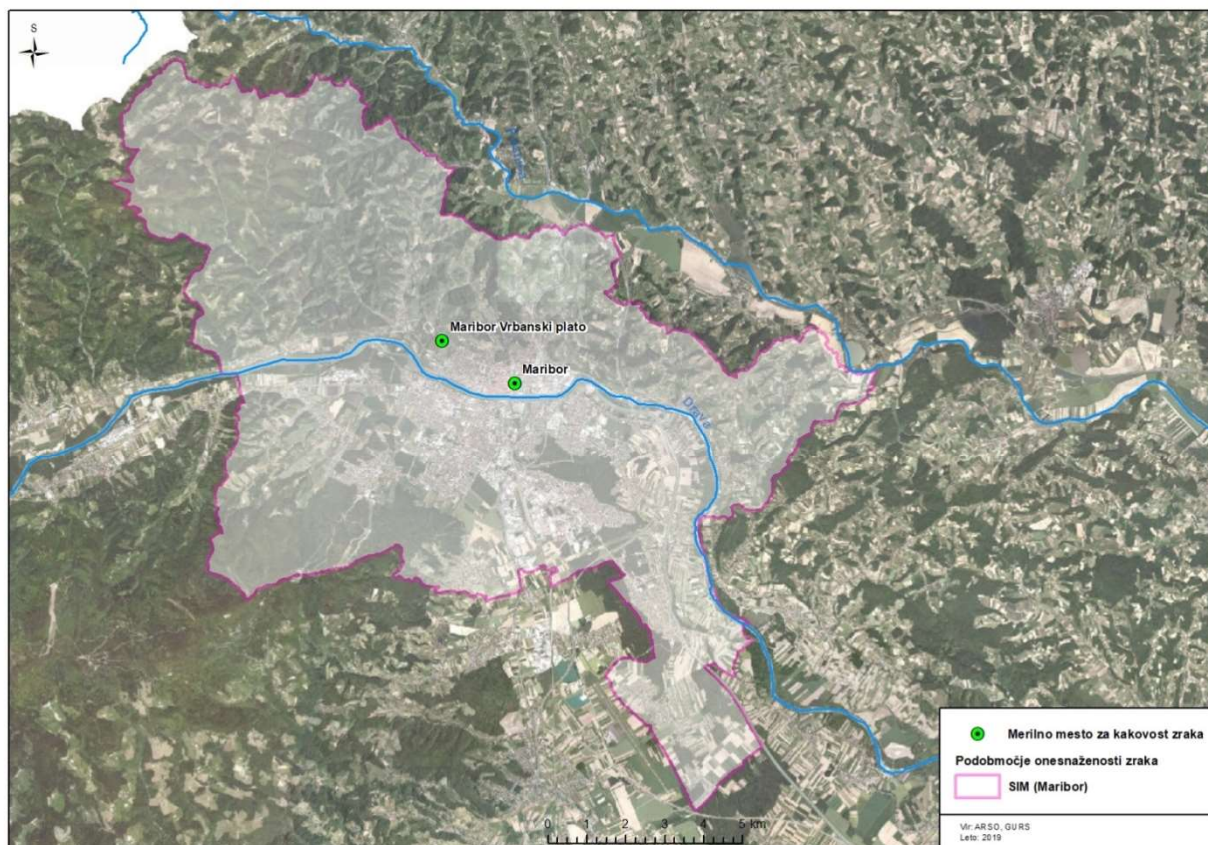 S
Maribor Vrbanski plato
Maribor
Drava
Merilno mesto za kakovost zraka
Podobmočje onesnaženosti zraka
SIM (Maribor)
Vir: ARSO, GURS
Leto: 2019
0 1 2 3 4 5 km